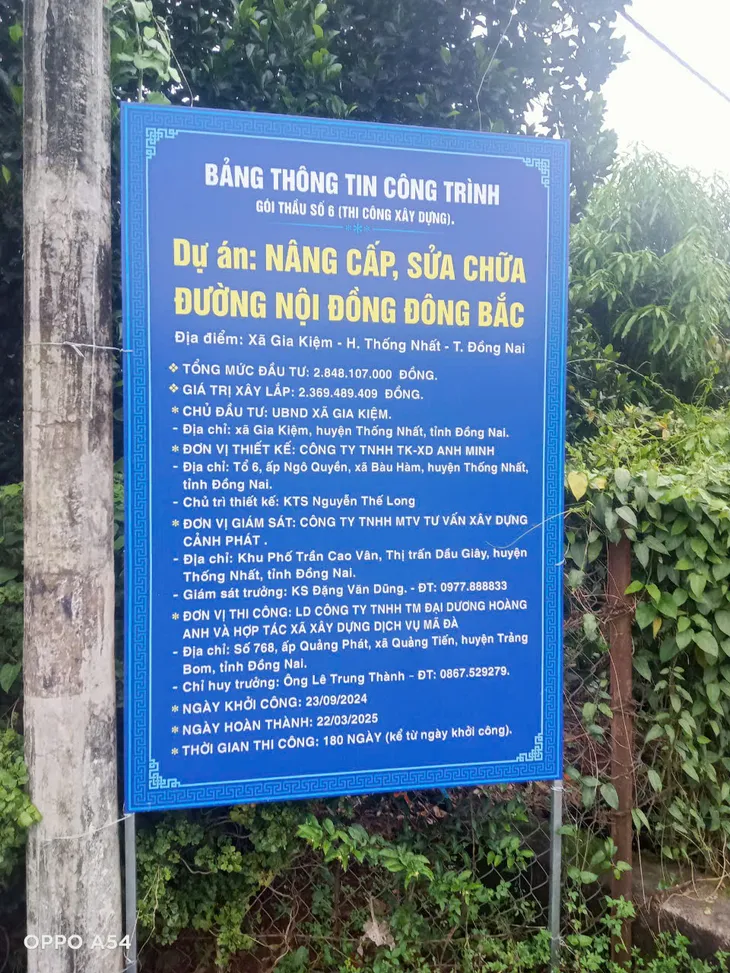 BẢNG THÔNG TIN CÔNG TRÌNH
GÓI THẦU SỐ 6 (THI CÔNG XÂY DỰNG).
Dự án: NÂNG CẤP, SỬA CHỮA
ĐƯỜNG NỘI ĐỒNG ĐÔNG BẮC
Địa điểm: Xã Gia Kiệm - H. Thống Nhất - T. Đồng Nai
❖ TỔNG MỨC ĐẦU TƯ: 2.848.107.000 ĐỒNG.
❖ GIÁ TRỊ XÂY LẮP: 2.369.489.409 ĐỒNG.
* CHỦ ĐẦU TƯ: UBND XÃ GIA KIỆM.
- Địa chỉ: xã Gia Kiệm, huyện Thống Nhất, tỉnh Đồng Nai.
* ĐƠN VỊ THIẾT KẾ: CÔNG TY TNHH TK-XD ANH MINH
- Địa chỉ: Tổ 6, ấp Ngô Quyền, xã Bàu Hàm, huyện Thống Nhất,
tỉnh Đồng Nai.
- Chủ trì thiết kế: KTS Nguyễn Thế Long
* ĐƠN VỊ GIÁM SÁT: CÔNG TY TNHH MTV TƯ VẤN XÂY DỰNG
CẢNH PHÁT .
- Địa chỉ: Khu Phố Trần Cao Vân, Thị trấn Dầu Giây, huyện
Thống Nhất, tỉnh Đồng Nai.
- Giám sát trưởng: KS Đặng Văn Dũng. - ĐT: 0977.888833
* ĐƠN VỊ THI CÔNG: LD CÔNG TY TNHH TM ĐẠI DƯƠNG HOÀNG
ANH VÀ HỢP TÁC XÃ XÂY DỰNG DỊCH VỤ MÃ ĐÀ
- Địa chỉ: Số 768, ấp Quảng Phát, xã Quảng Tiến, huyện Trảng
Bom, tỉnh Đồng Nai.
- Chỉ huy trưởng: Ông Lê Trung Thành - ĐT: 0867.529279.
* NGÀY KHỞI CÔNG: 23/09/2024
* NGÀY HOÀN THÀNH: 22/03/2025
* THỜI GIAN THI CÔNG: 180 NGÀY (kể từ ngày khởi công).
OPPO A54